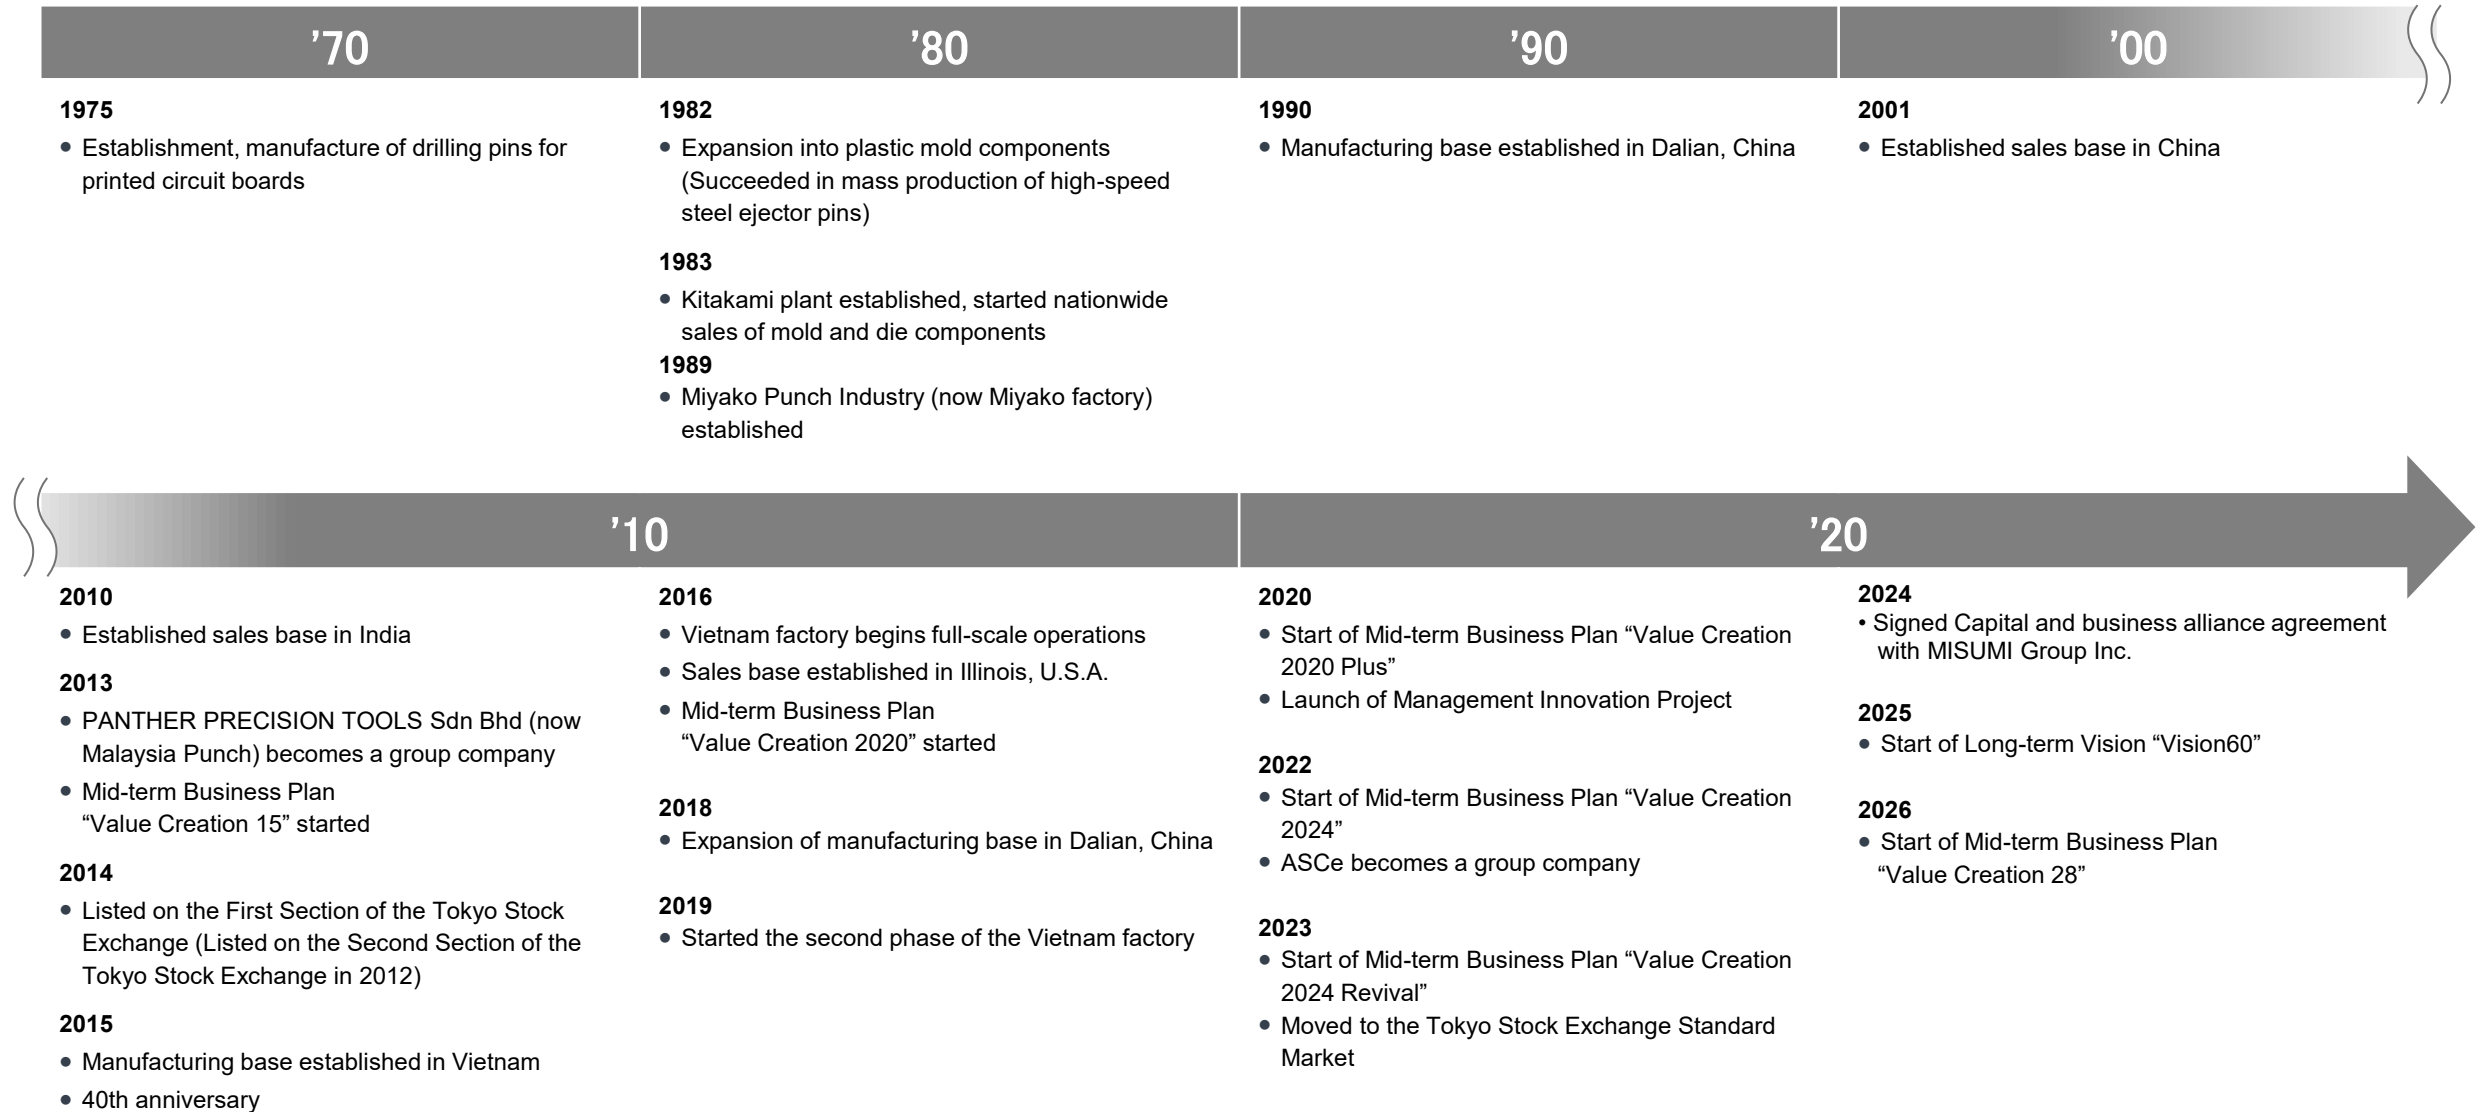 ’70
1975
• Establishment, manufacture of drilling pins for
printed circuit boards
’80
1982
• Expansion into plastic mold components
(Succeeded in mass production of high-speed
steel ejector pins)
1983
• Kitakami plant established, started nationwide
sales of mold and die components
1989
• Miyako Punch Industry (now Miyako factory)
established
’90
1990
• Manufacturing base established in Dalian, China
’00
2001
• Established sales base in China
’10
2010
• Established sales base in India
2013
• PANTHER PRECISION TOOLS Sdn Bhd (now
Malaysia Punch) becomes a group company
• Mid-term Business Plan
“Value Creation 15” started
2014
• Listed on the First Section of the Tokyo Stock
Exchange (Listed on the Second Section of the
Tokyo Stock Exchange in 2012)
2015
• Manufacturing base established in Vietnam
• 40th anniversary
2016
• Vietnam factory begins full-scale operations
• Sales base established in Illinois, U.S.A.
• Mid-term Business Plan
“Value Creation 2020” started
2018
• Expansion of manufacturing base in Dalian, China
2019
• Started the second phase of the Vietnam factory
’20
2020
• Start of Mid-term Business Plan “Value Creation
2020 Plus”
• Launch of Management Innovation Project
2022
• Start of Mid-term Business Plan “Value Creation
2024”
• ASCe becomes a group company
2023
• Start of Mid-term Business Plan “Value Creation
2024 Revival”
• Moved to the Tokyo Stock Exchange Standard
Market
2024
• Signed Capital and business alliance agreement
with MISUMI Group Inc.
2025
• Start of Long-term Vision “Vision60”
2026
• Start of Mid-term Business Plan
“Value Creation 28”